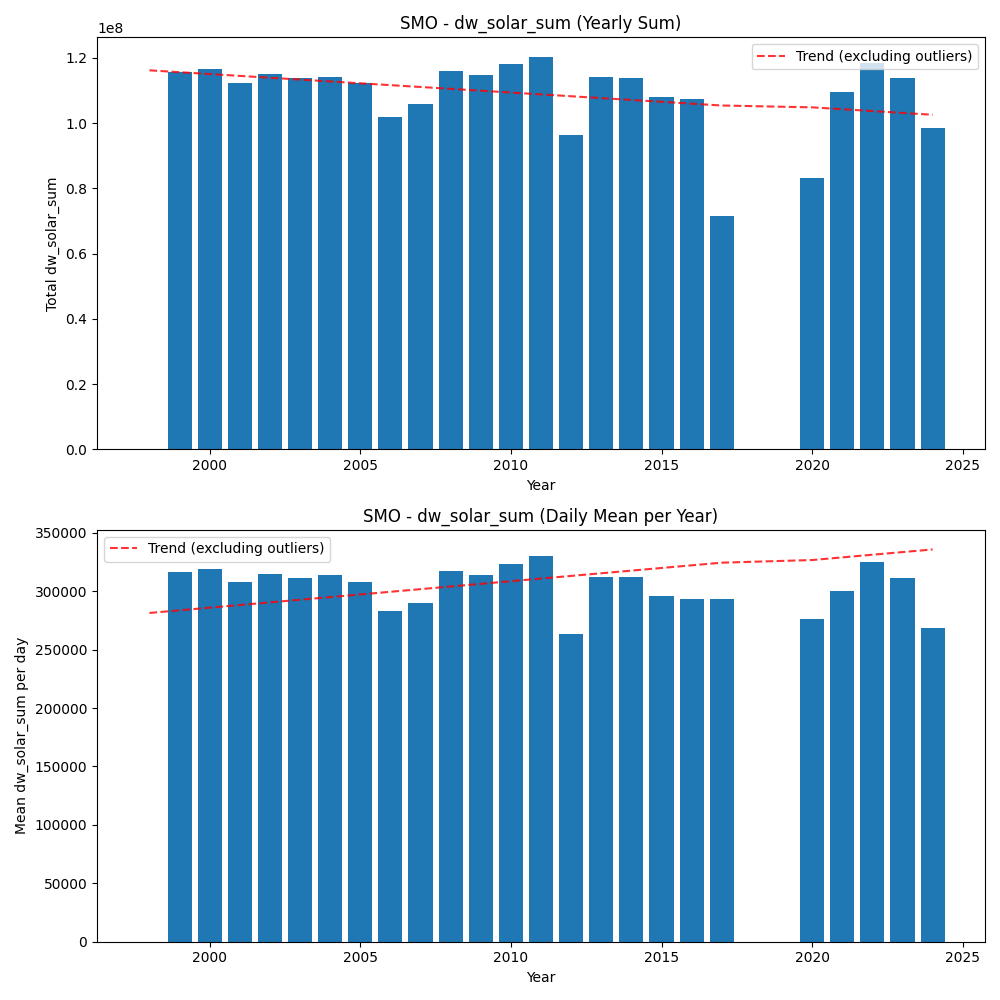 SMO - dw_solar_sum (Yearly Sum)
1e8
Trend (excluding outliers)
1.2
1.0
0.8
0.6
0.4
0.2
0.0
Total dw_solar_sum
2000 2005 2010 2015 2020 2025
Year
SMO - dw_solar_sum (Daily Mean per Year)
Trend (excluding outliers)
350000
300000
250000
200000
150000
100000
50000
0
Mean dw_solar_sum per day
2000 2005 2010 2015 2020 2025
Year